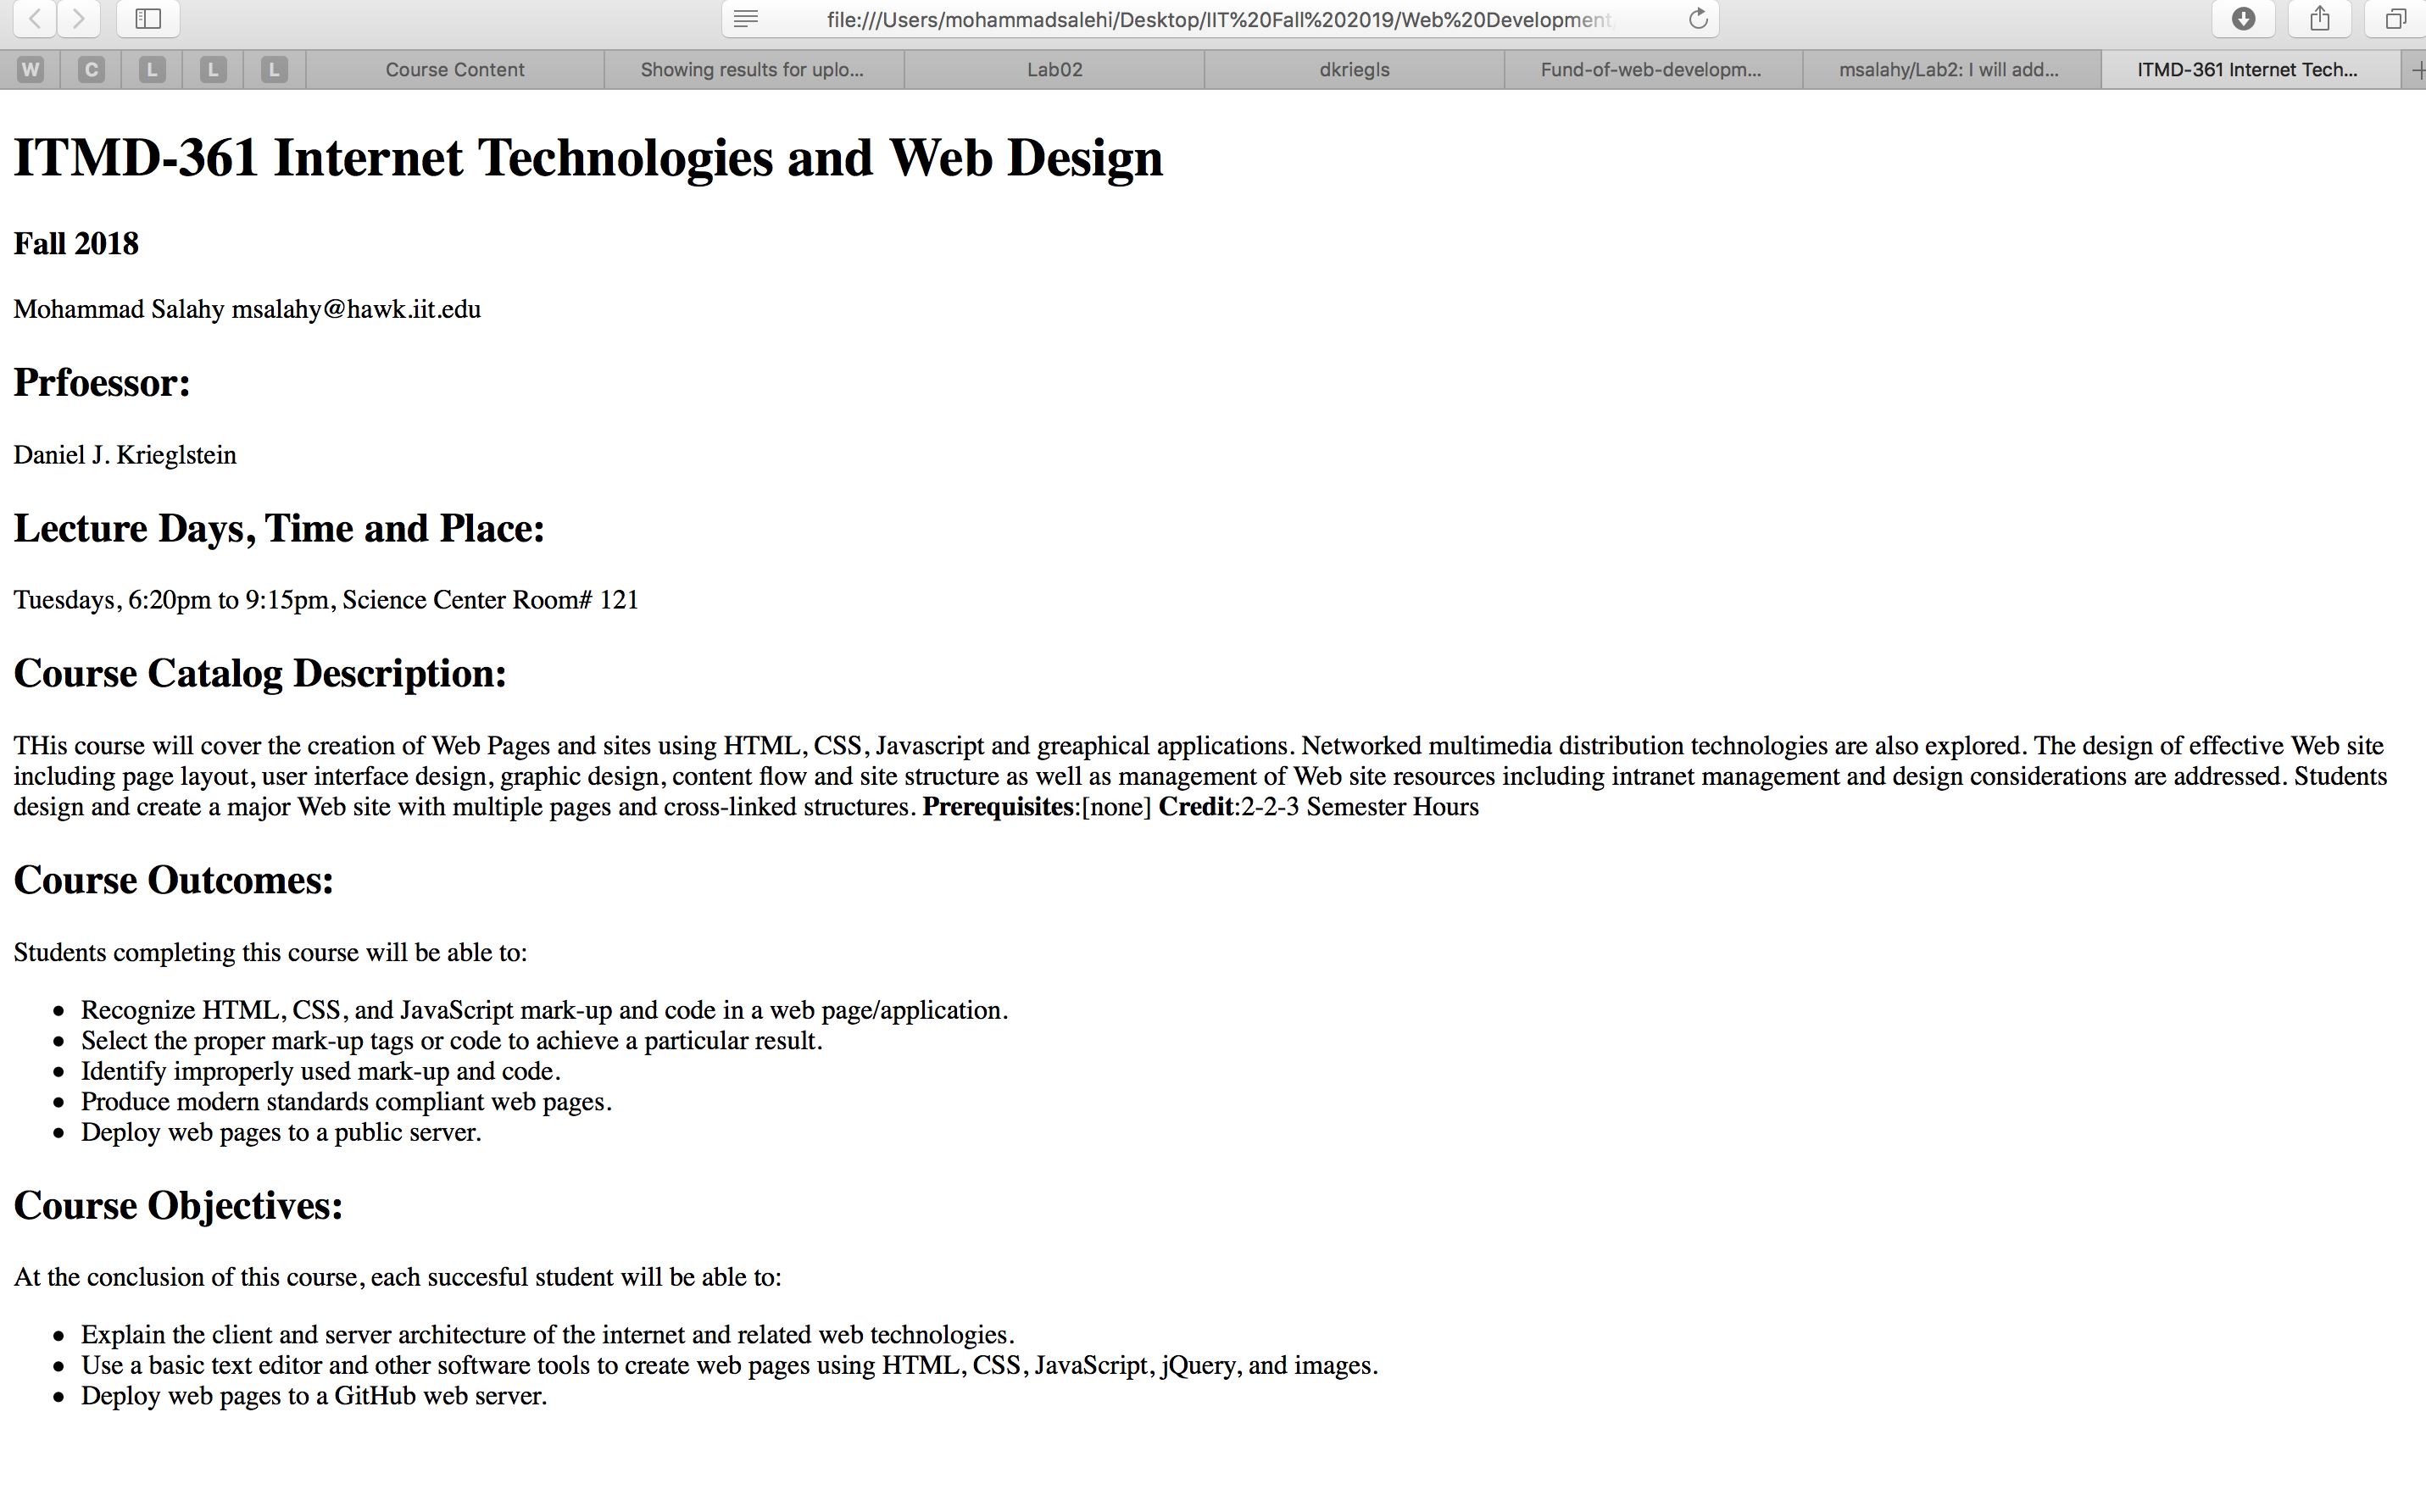 file:///Users/mohammadsalehi/Desktop/IIT%20Fall%202019/Web%20Development
W C L L L Course Content Showing results for uplo... Lab02 dkriegls Fund-of-web-developm... msalahy/Lab2: I will add... ITMD-361 Internet Tech...
ITMD-361 Internet Technologies and Web Design
Fall 2018
Mohammad Salahy msalahy@hawk.iit.edu
Prfoessor:
Daniel J. Krieglstein
Lecture Days, Time and Place:
Tuesdays, 6:20pm to 9:15pm, Science Center Room# 121
Course Catalog Description:
THis course will cover the creation of Web Pages and sites using HTML, CSS, Javascript and greaphical applications. Networked multimedia distribution technologies are also explored. The design of effective Web site
including page layout, user interface design, graphic design, content flow and site structure as well as management of Web site resources including intranet management and design considerations are addressed. Students
design and create a major Web site with multiple pages and cross-linked structures. Prerequisites:[none] Credit:2-2-3 Semester Hours
Course Outcomes:
Students completing this course will be able to:
• Recognize HTML, CSS, and JavaScript mark-up and code in a web page/application.
• Select the proper mark-up tags or code to achieve a particular result.
• Identify improperly used mark-up and code.
• Produce modern standards compliant web pages.
• Deploy web pages to a public server.
Course Objectives:
At the conclusion of this course, each succesful student will be able to:
• Explain the client and server architecture of the internet and related web technologies.
• Use a basic text editor and other software tools to create web pages using HTML, CSS, JavaScript, jQuery, and images.
• Deploy web pages to a GitHub web server.